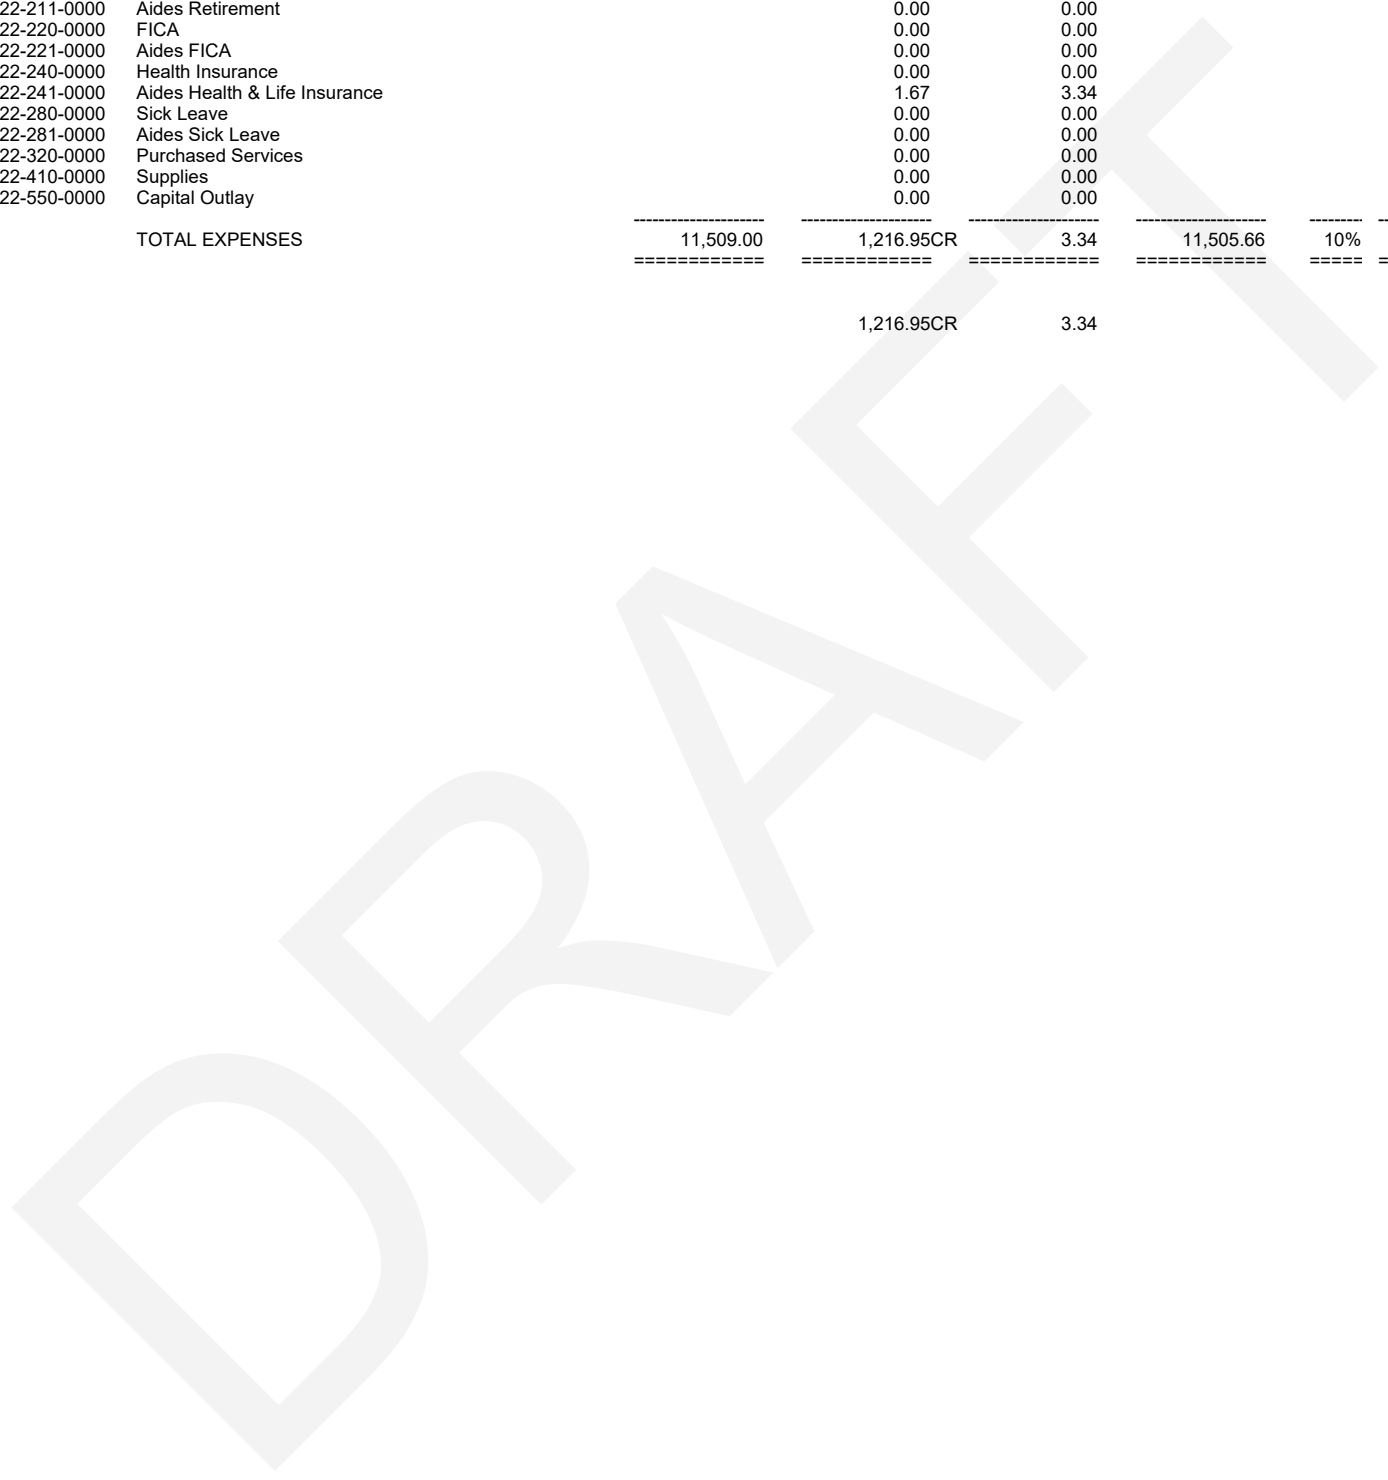 22-211-0000 Aides Retirement 0.00 0.00
22-220-0000 FICA 0.00 0.00
22-221-0000 Aides FICA 0.00 0.00
22-240-0000 Health Insurance 0.00 0.00
22-241-0000 Aides Health & Life Insurance 1.67 3.34
22-280-0000 Sick Leave 0.00 0.00
22-281-0000 Aides Sick Leave 0.00 0.00
22-320-0000 Purchased Services 0.00 0.00
22-410-0000 Supplies 0.00 0.00
22-550-0000 Capital Outlay 0.00 0.00
--------------------- --------------------- --------------------- --------------------- --------- --
TOTAL EXPENSES 11,509.00 1,216.95CR 3.34 11,505.66 10%
============ ============ ============ ============ ===== =
1,216.95CR 3.34
DRAFT